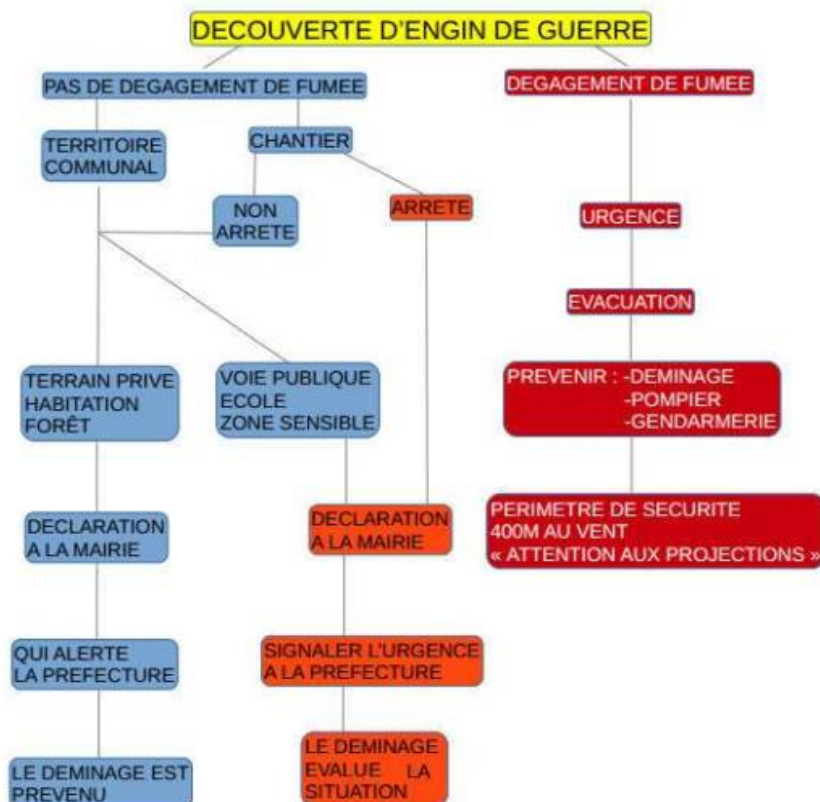 DECOUVERTE D'ENGIN DE GUERRE
PAS DE DEGAGEMENT DE FUMEE
DEGAGEMENT DE FUMEE
TERRITOIRE
COMMUNAL
CHANTIER
NON
ARRETE
ARRETE
URGENCE
EVACUATION
TERRAIN PRIVE
HABITATION
FORÊT
VOIE PUBLIQUE
ECOLE
ZONE SENSIBLE
PREVENIR : -DEMINAGE
-POMPIER
-GENDARMERIE
DECLARATION
A LA MAIRIE
DECLARATION
A LA MAIRIE
PERIMETRE DE SECURITE
400M AU VENT
« ATTENTION AUX PROJECTIONS »
QUI ALERTE
LA PREFECTURE
SIGNALER L'URGENCE
A LA PREFECTURE
LE DEMINAGE EST
PREVENU
LE DEMINAGE
EVALUE LA
SITUATION